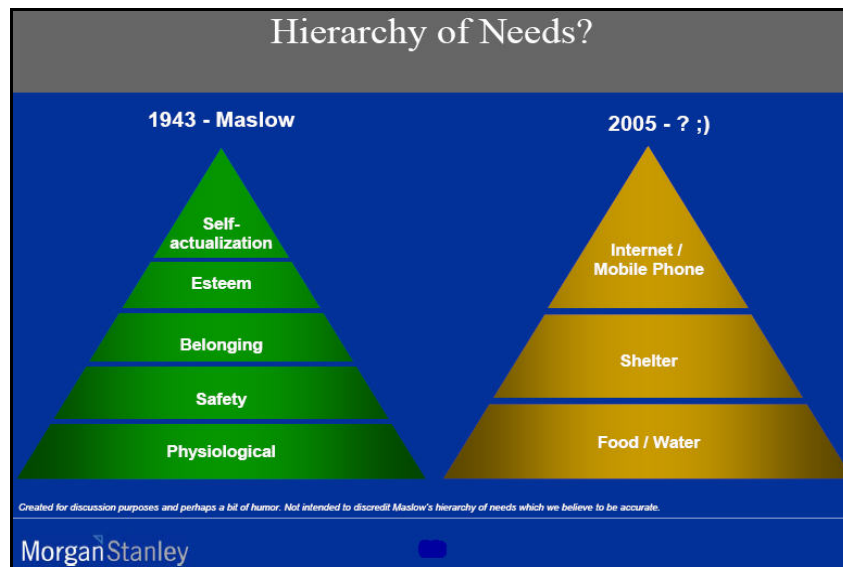 Hierarchy of Needs?
1943 - Maslow
Self-
actualization
Esteem
Belonging
Safety
Physiological
2005 - ? ;)
Internet /
Mobile Phone
Shelter
Food / Water
Created for discussion purposes and perhaps a bit of humor. Not intended to discredit Maslow's hierarchy of needs which we believe to be accurate.
MorganStanley